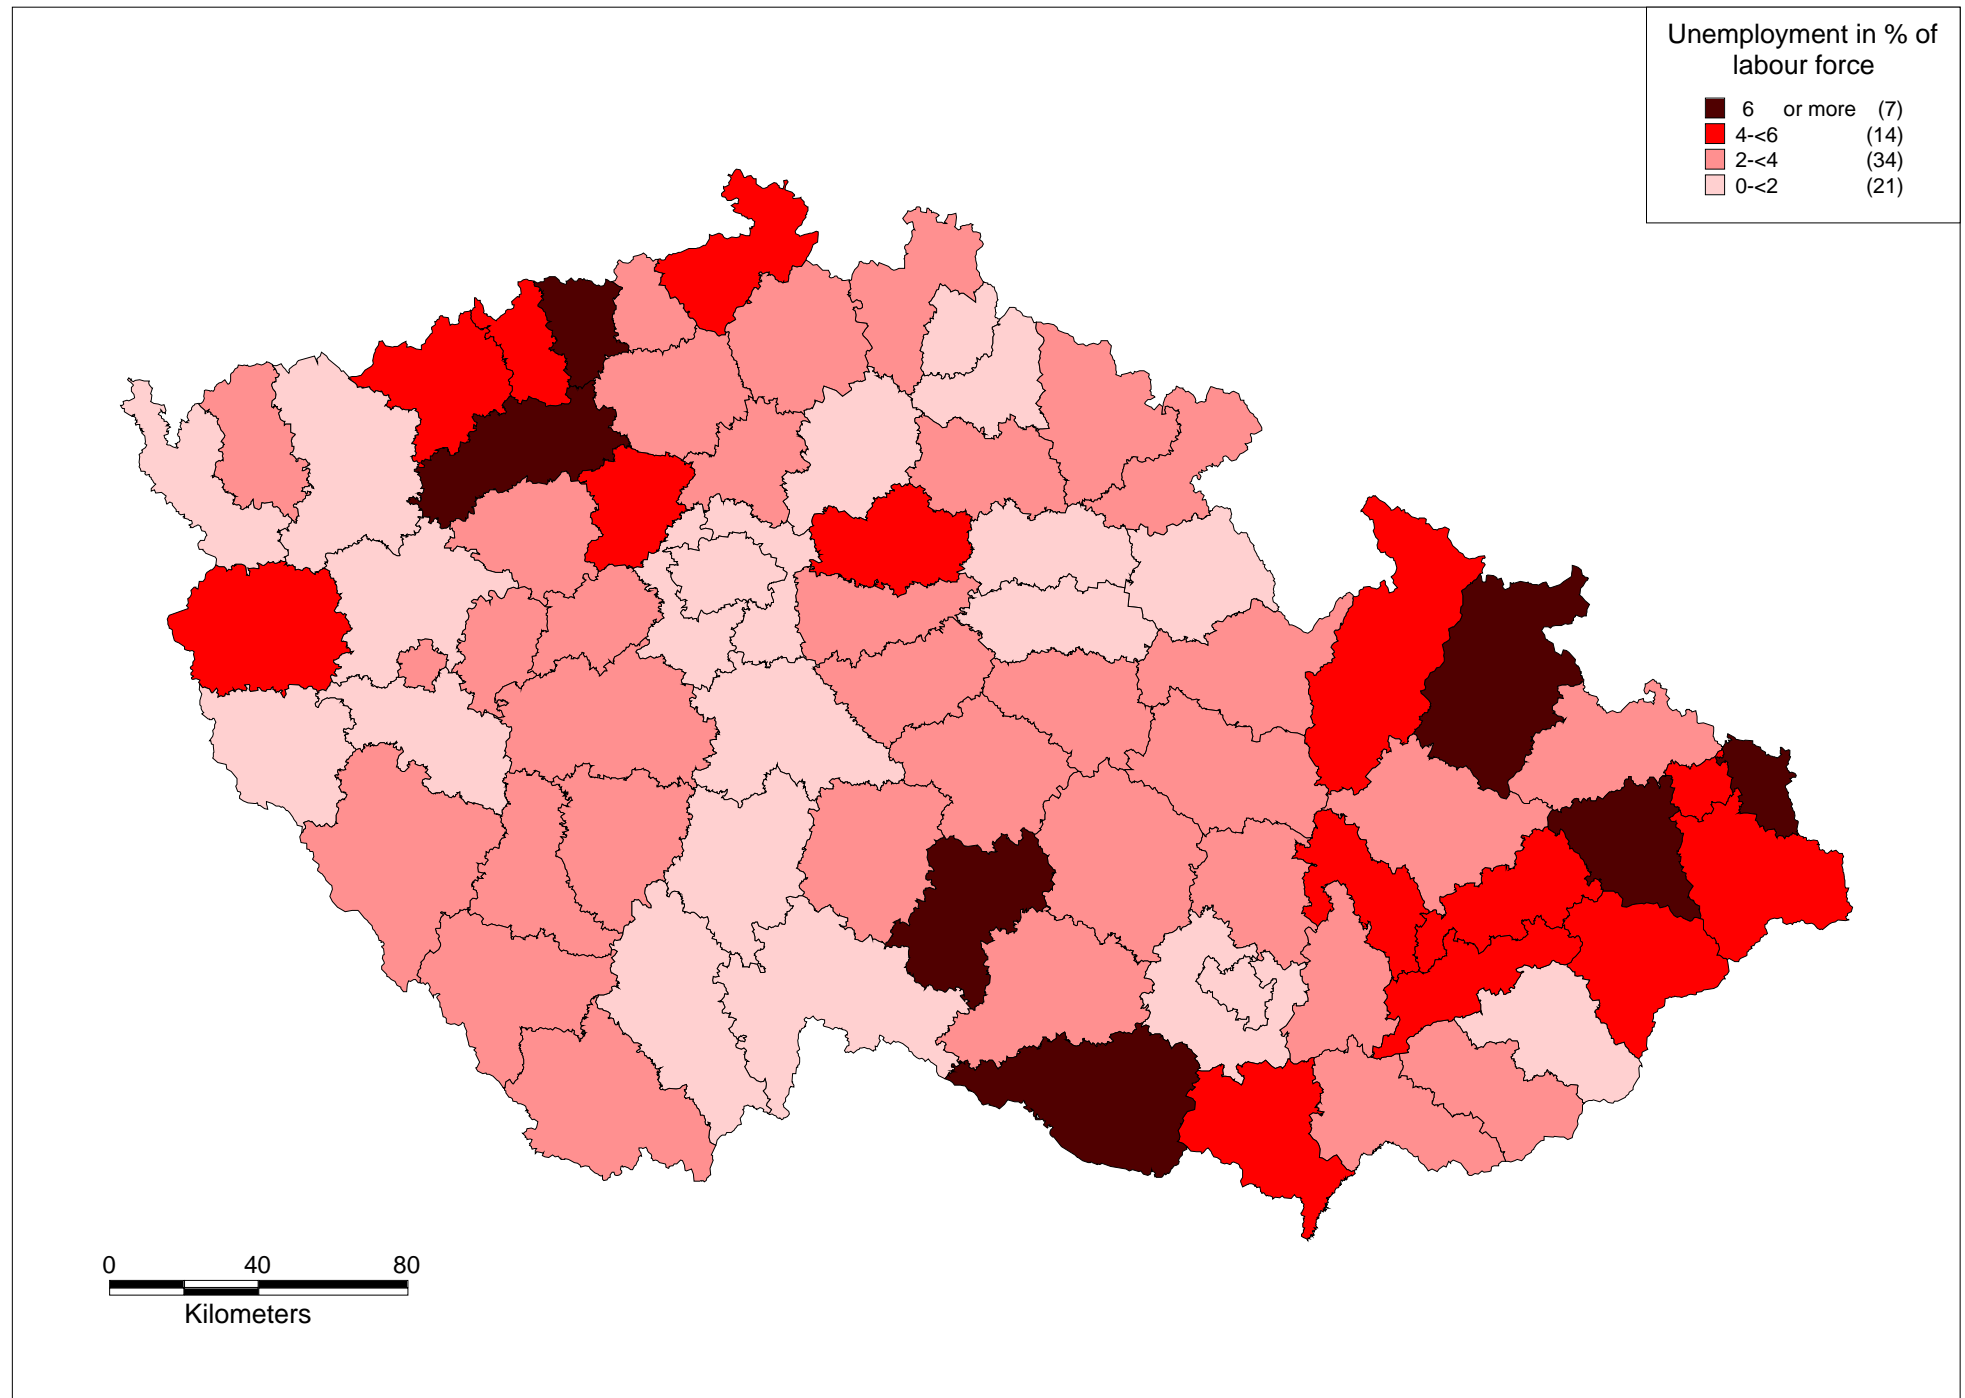 Unemployment in % of
labour force
6 or more (7)
4-<6 (14)
2-<4 (34)
0-<2 (21)
0 40 80
Kilometers